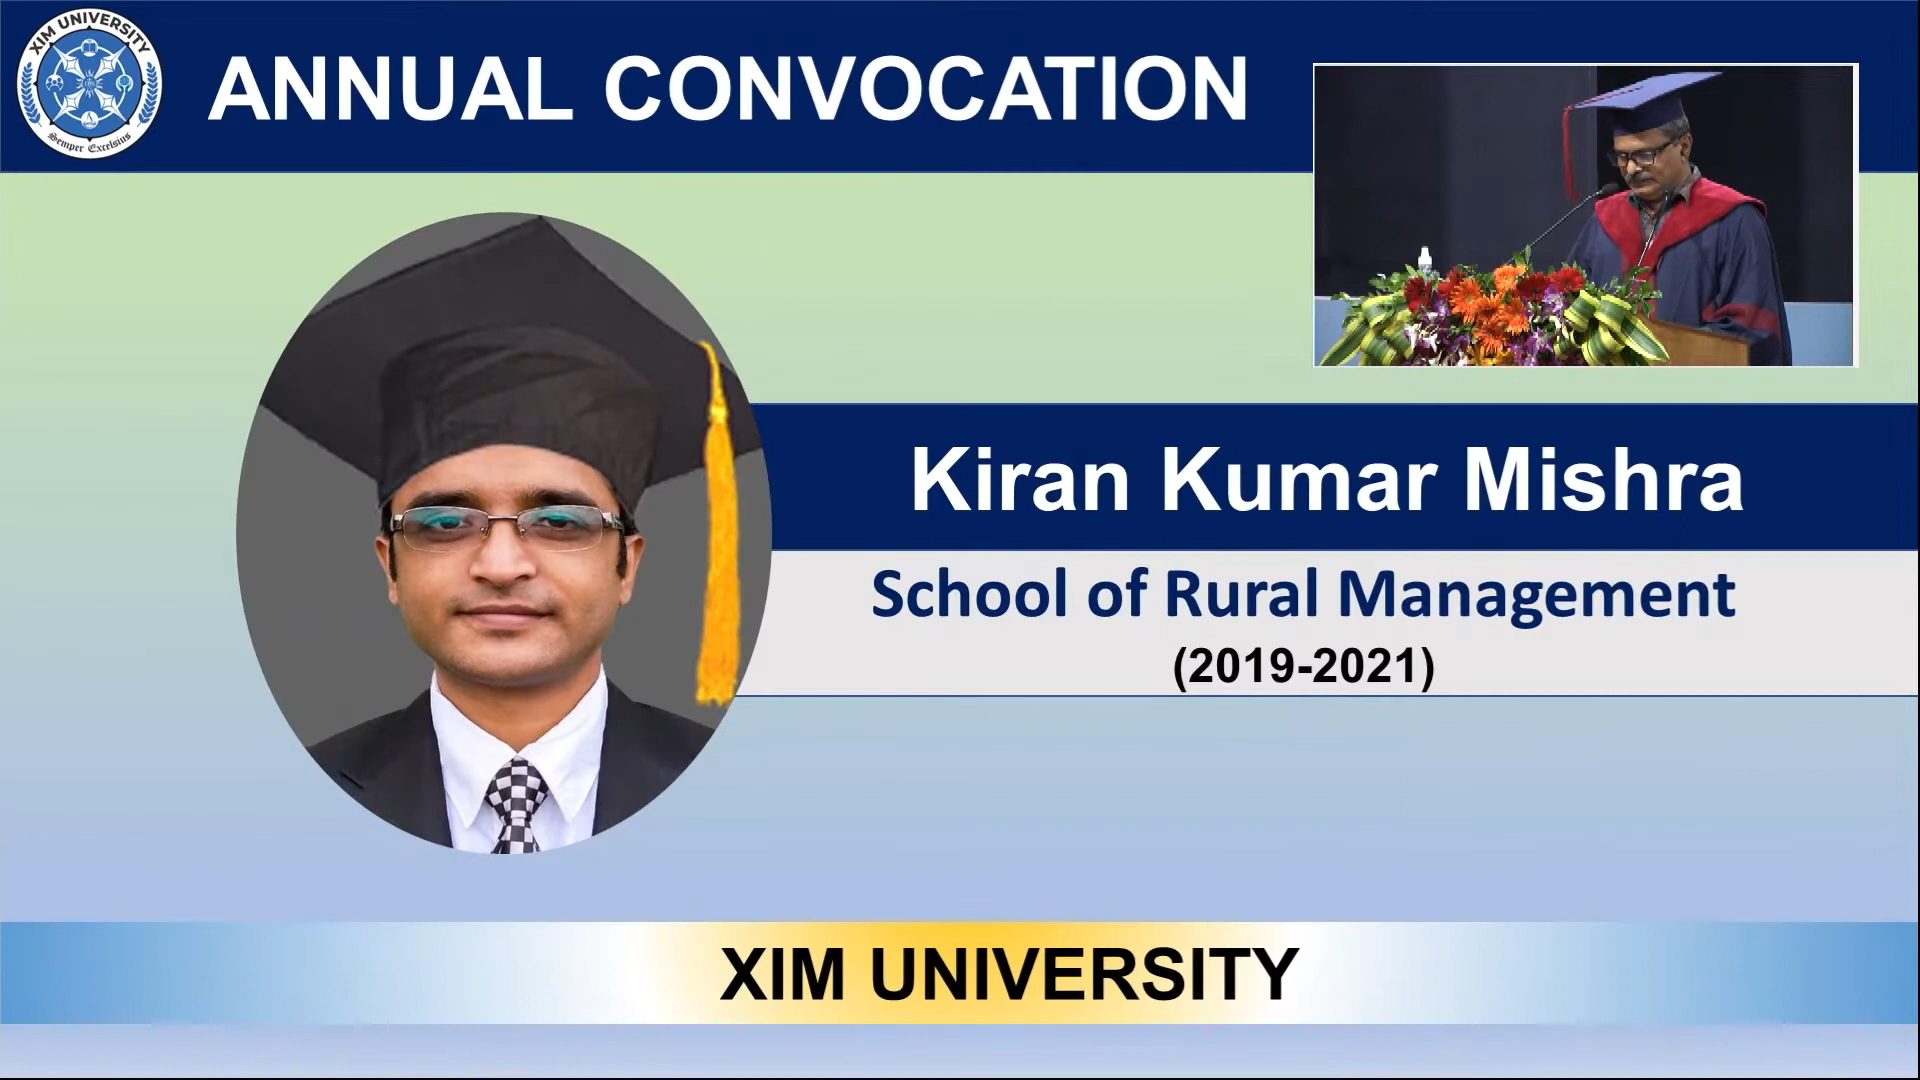 XIM UNIVERSITY
Semper Excelsius
ANNUAL CONVOCATION
Kiran Kumar Mishra
School of Rural Management
(2019-2021)
XIM UNIVERSITY